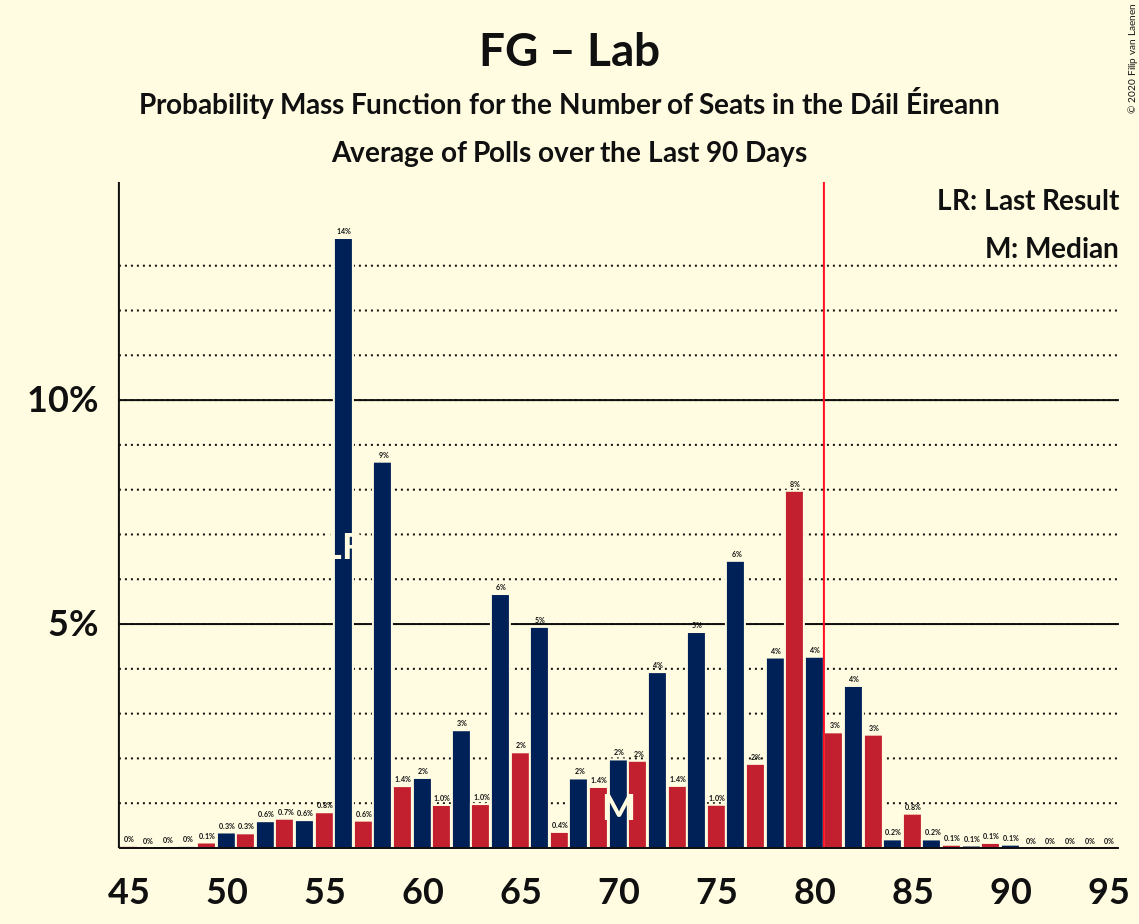 FG – Lab
Probability Mass Function for the Number of Seats in the Dáil Éireann
Average of Polls over the Last 90 Days
© 2020 Filip van Laenen
LR: Last Result
M: Median
10%
5%
0% 0% 0% 0% 0.1% 0.3% 0.3% 0.6% 0.7% 0.6% 0.8% 14% 0.6% 9% 1.4% 2% 1.0% 3% 1.0% 6% 2% 5% 0.4% 2% 1.4% 2% 2% 4% 1.4% 5% 1.0% 6% 2% 4% 8% 4% 3% 4% 3% 0.2% 0.8% 0.2% 0.1% 0.1% 0.1% 0.1% 0% 0% 0% 0% 0%
LR
M
45 50 55 60 65 70 75 80 85 90 95